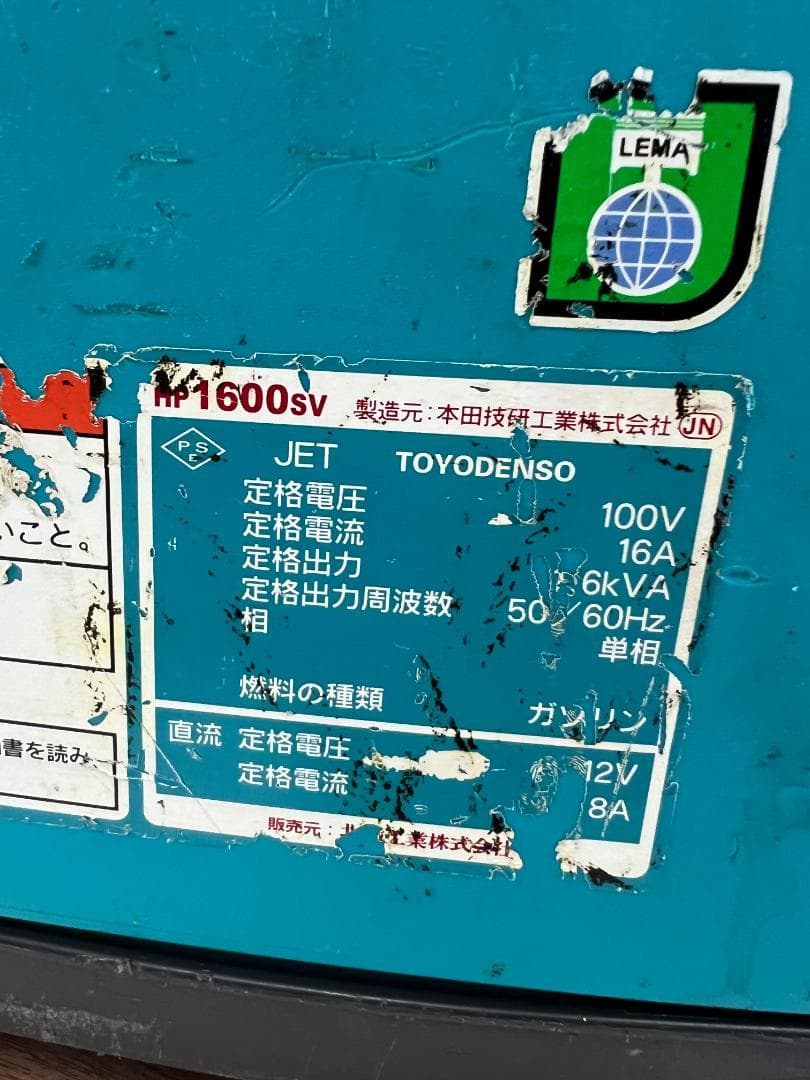 LEMA
HP1600SV 製造元:本田技研工業株式会社 JN
PSE JET TOYODENSO
定格電圧 100V
定格電流 16A
定格出力 6kVA
定格出力周波数 50/60Hz
相 単相
燃料の種類 ガソリン
直流 定格電圧 12V
定格電流 8A
販売元: 工業株式会社
いこと。
書を読み